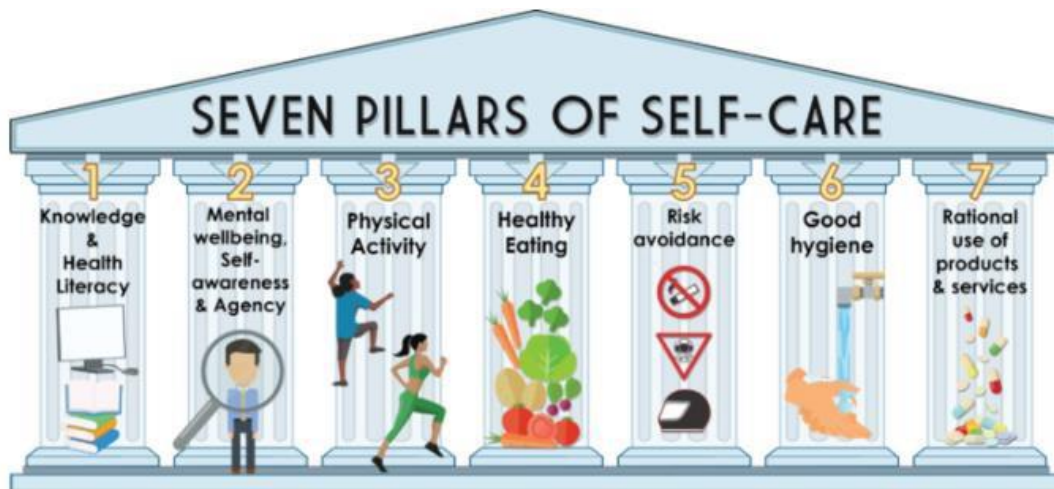 SEVEN PILLARS OF SELF-CARE
1
Knowledge
&
Health
Literacy
2
Mental
wellbeing,
Self-
awareness
& Agency
3
Physical
Activity
4
Healthy
Eating
5
Risk
avoidance
6
Good
hygiene
7
Rational
use of
products
& services